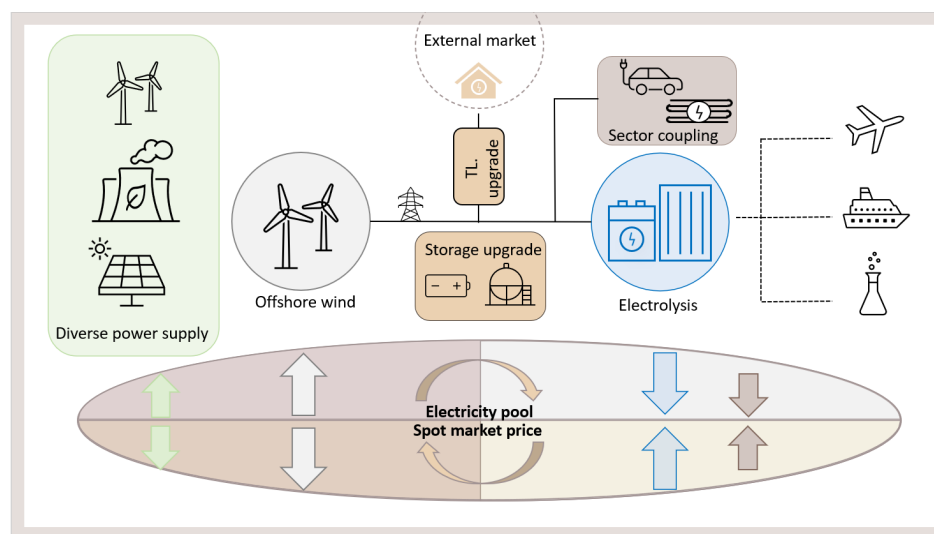 External market
TL.
upgrade
Sector coupling
Storage upgrade
Offshore wind
Electrolysis
Diverse power supply
Electricity pool
Spot market price